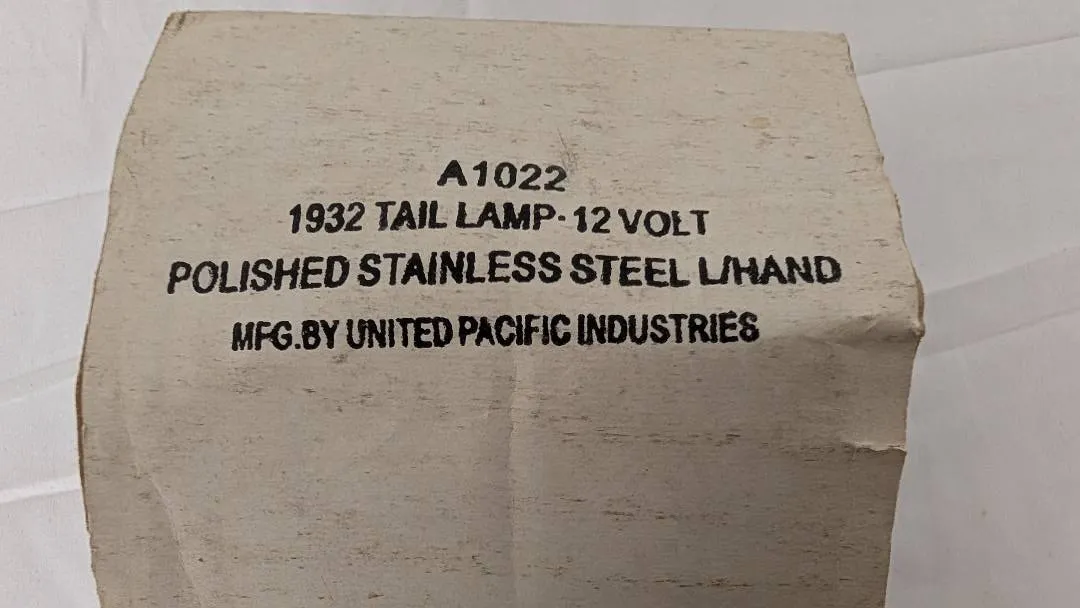 A1022
1932 TAIL LAMP-12 VOLT
POLISHED STAINLESS STEEL L/HAND
MFG.BY UNITED PACIFIC INDUSTRIES